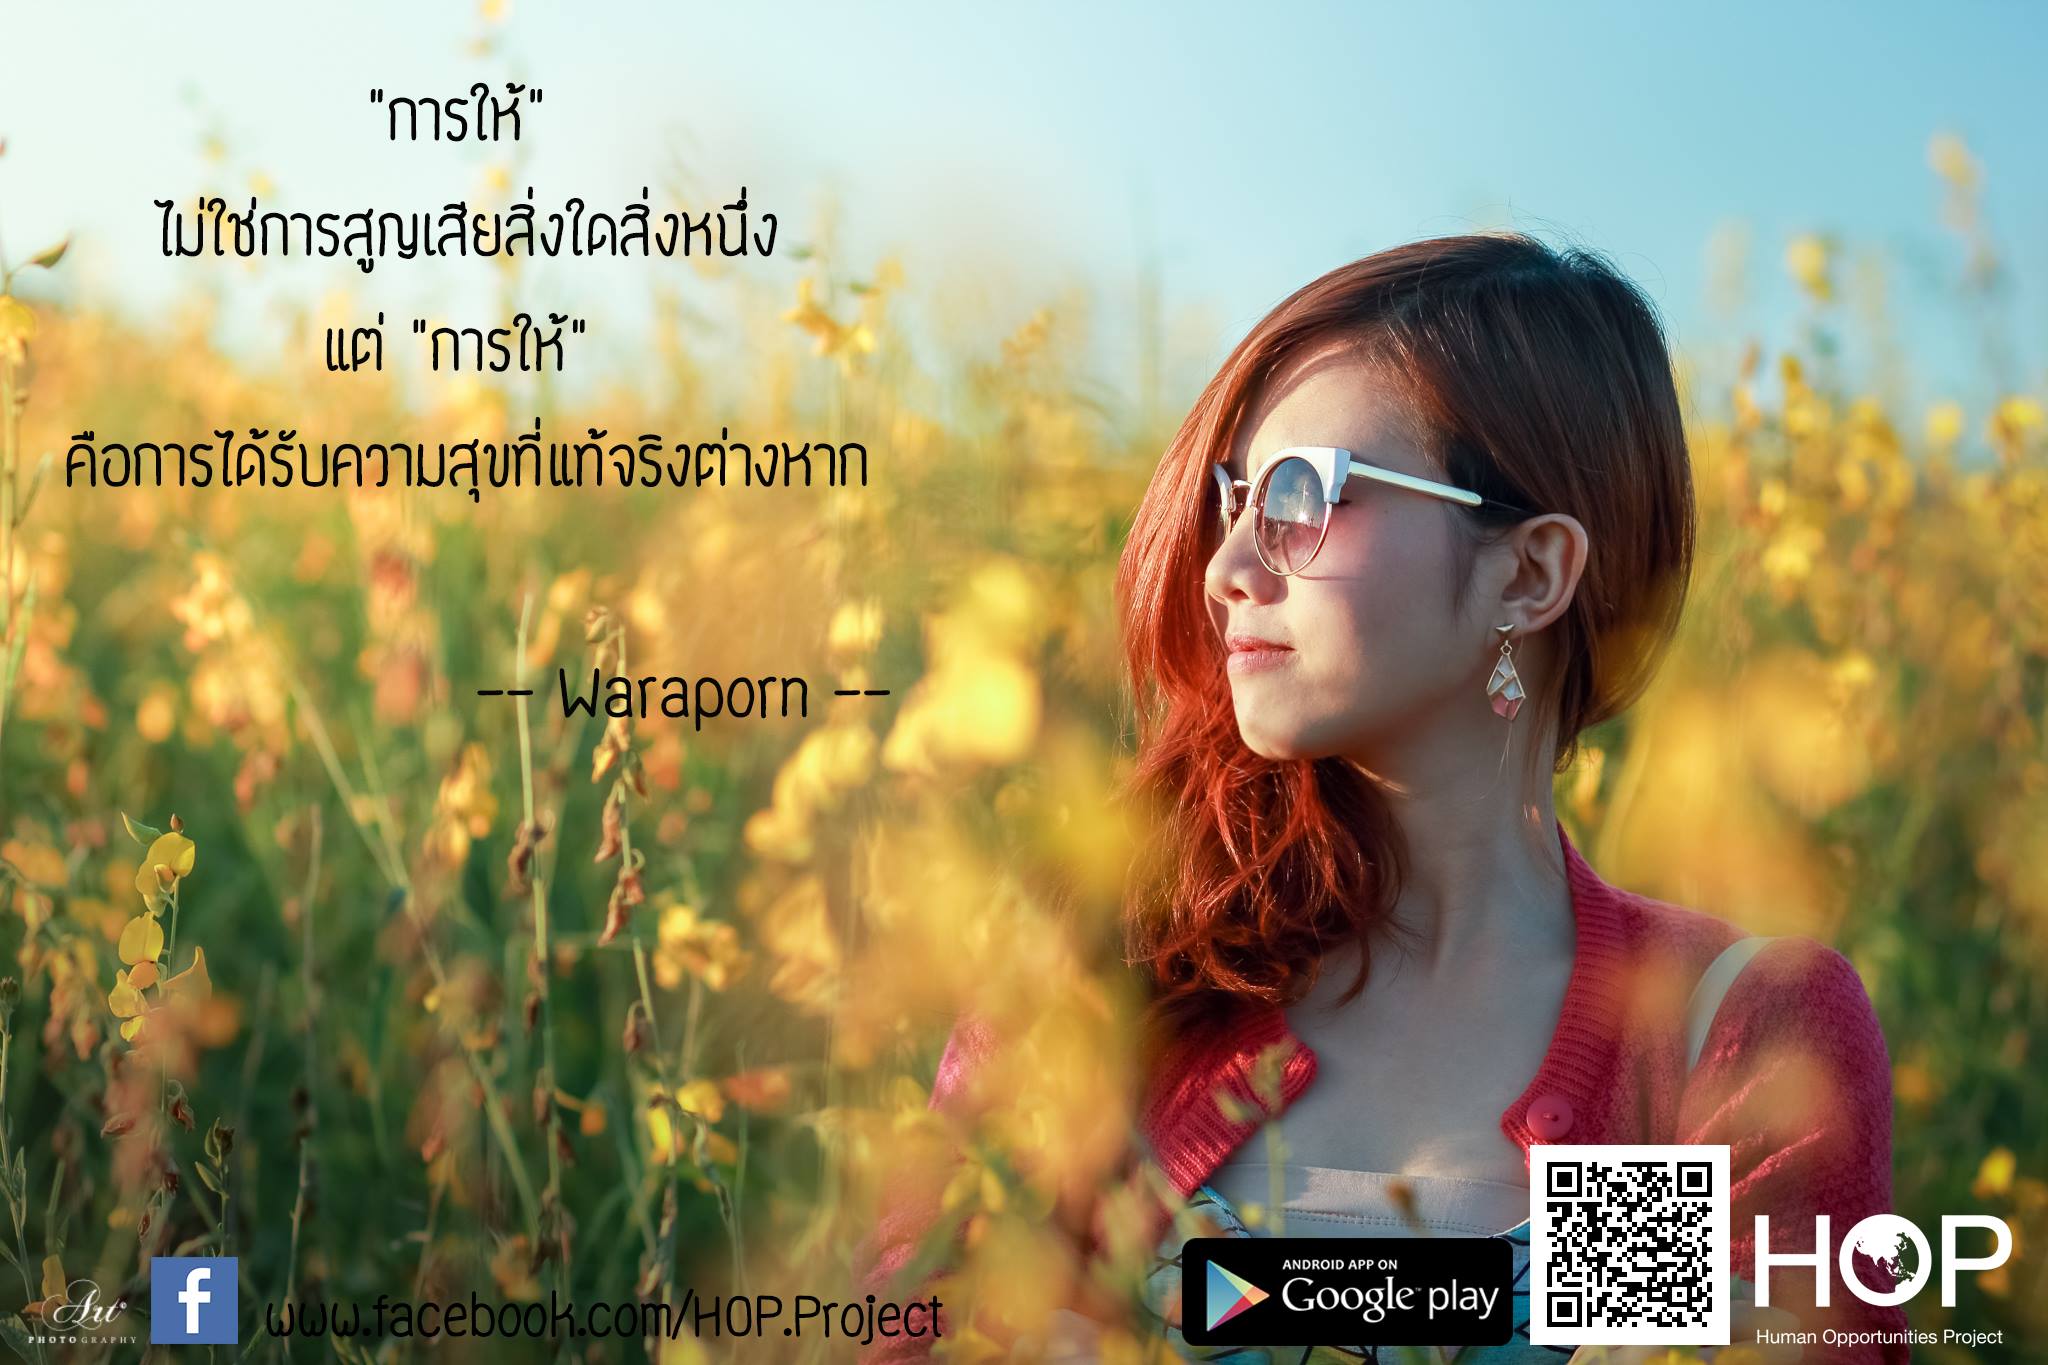 "การให้"
ไม่ใช่การสูญเสียสิ่งใดสิ่งหนึ่ง
แต่ "การให้"
คือการได้รับความสุขที่แท้จริงต่างหาก
-- Waraporn --
Art
PHOTOGRAPHY
f
www.facebook.com/HOP.Project
ANDROID APP ON
Google play
HOP
Human Opportunities Project